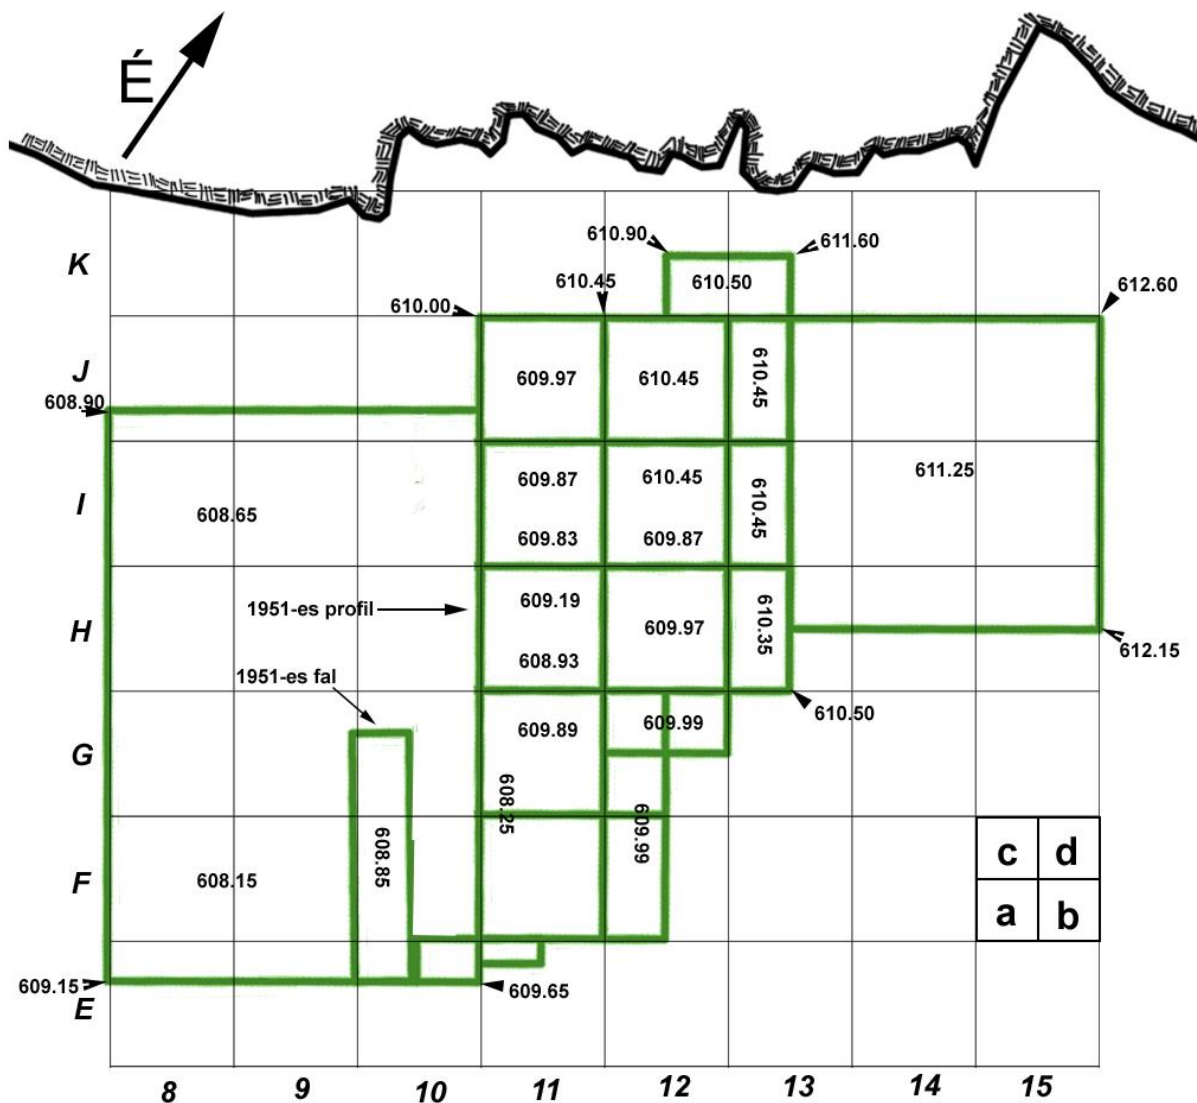 É
K
610.90
611.60
610.45
610.50
612.60
610.00
J
609.97
610.45
610.45
608.90
609.87
610.45
611.25
I
608.65
610.45
609.83
609.87
1951-es profil
609.19
H
609.97
610.35
608.93
612.15
1951-es fal
610.50
609.99
609.89
G
608.25
609.99
608.85
c d
F
608.15
a b
609.15
609.65
E
8 9 10 11 12 13 14 15